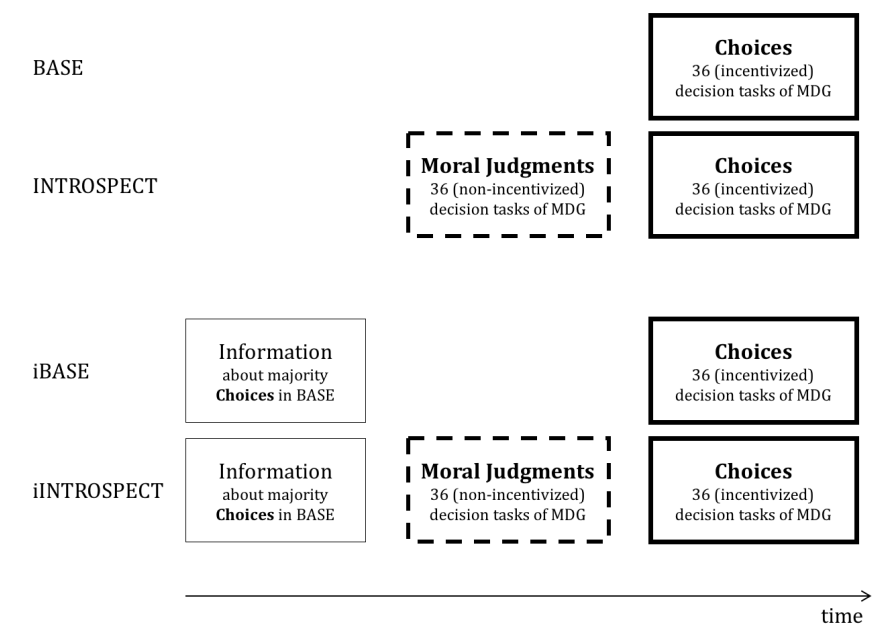 BASE
Choices
36 (incentivized)
decision tasks of MDG
INTROSPECT
Moral Judgments
36 (non-incentivized)
decision tasks of MDG
Choices
36 (incentivized)
decision tasks of MDG
iBASE
Information
about majority
Choices in BASE
Choices
36 (incentivized)
decision tasks of MDG
iINTROSPECT
Information
about majority
Choices in BASE
Moral Judgments
36 (non-incentivized)
decision tasks of MDG
Choices
36 (incentivized)
decision tasks of MDG
time